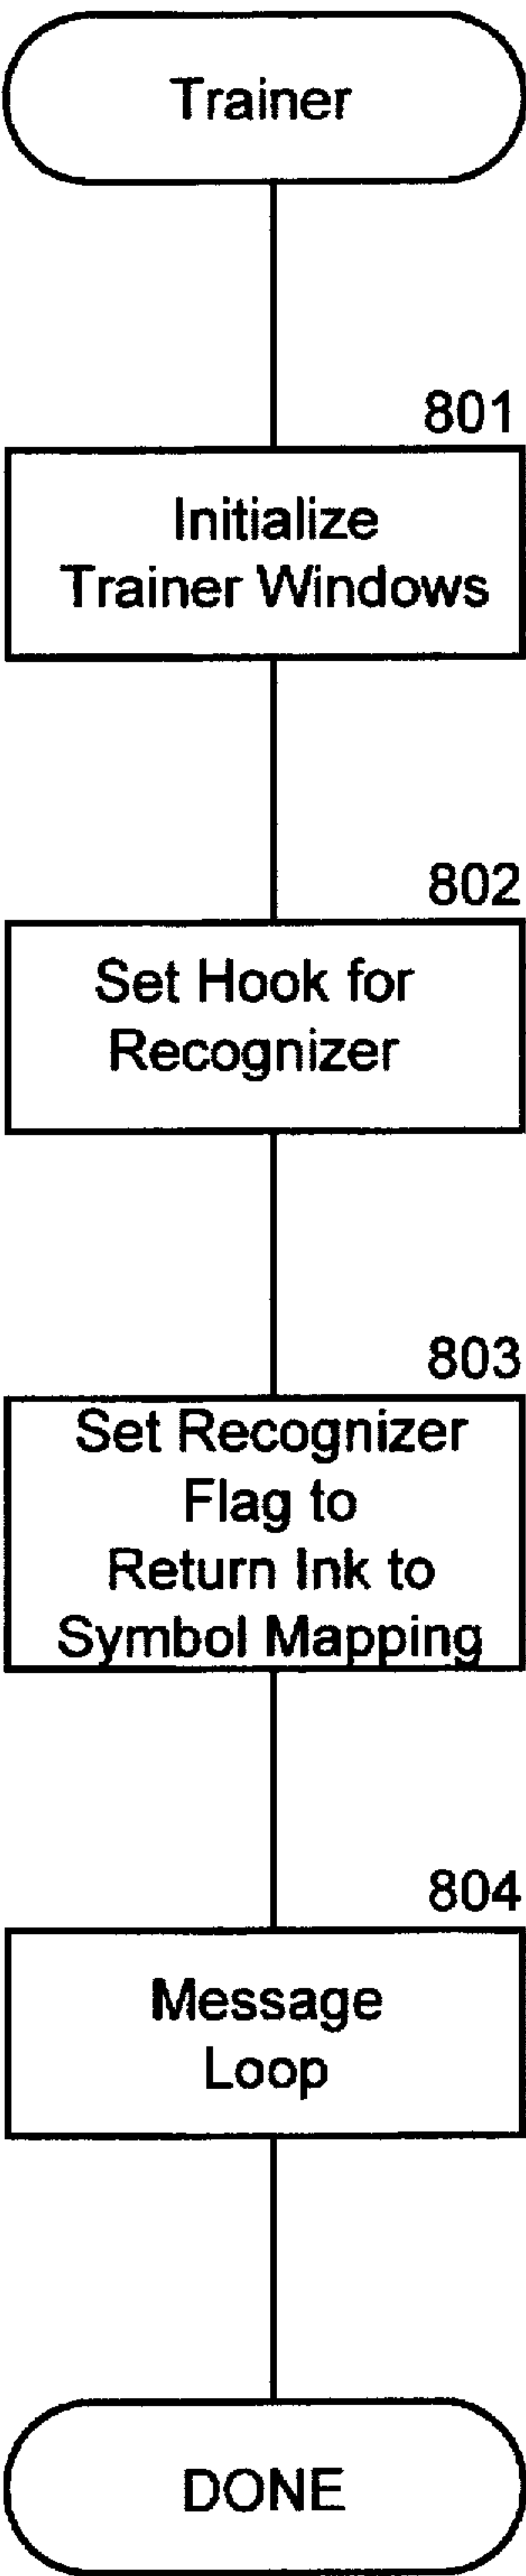 Trainer
801
Initialize
Trainer Windows
802
Set Hook for
Recognizer
803
Set Recognizer
Flag to
Return Ink to
Symbol Mapping
804
Message
Loop
DONE